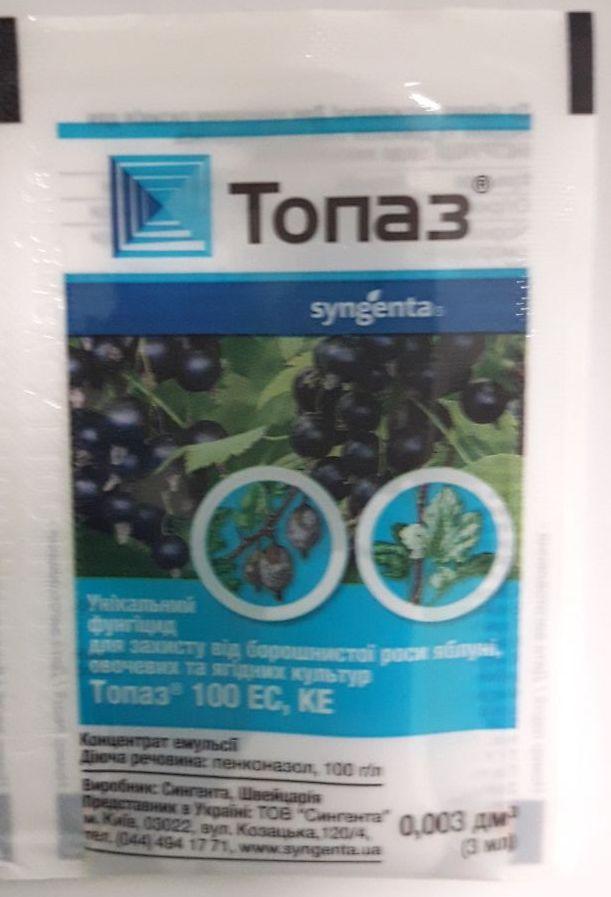 Топаз®
syngenta
Унікальний
фунгіцид
для захисту від борошнистої роси яблуні,
овочевих та ягідних культур
Топаз® 100 ЕС, КЕ
Концентрат емульсії
Діюча речовина: пенконазол, 100 г/л
Виробник: Сингента, Швейцарія
Представник в Україні: ТОВ "Сингента"
м. Київ, 03022, вул. Козацька,120/4,
тел. (044) 494 17 71, www.syngenta.ua
0,003 дм³
(3 мл)